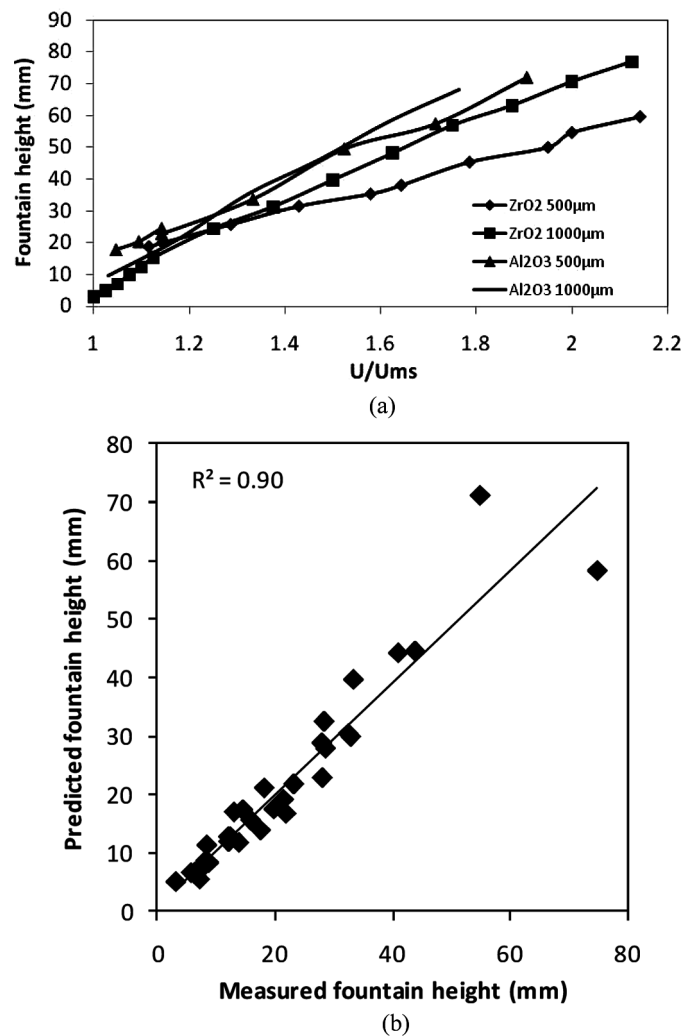 90
80
70
60
50
40
30
20
10
0
Fountain height (mm)
ZrO2 500µm
ZrO2 1000µm
Al2O3 500µm
Al2O3 1000µm
1 1.2 1.4 1.6 1.8 2 2.2
U/Ums
(a)
80
70
60
50
40
30
20
10
0
Predicted fountain height (mm)
R² = 0.90
0 20 40 60 80
Measured fountain height (mm)
(b)